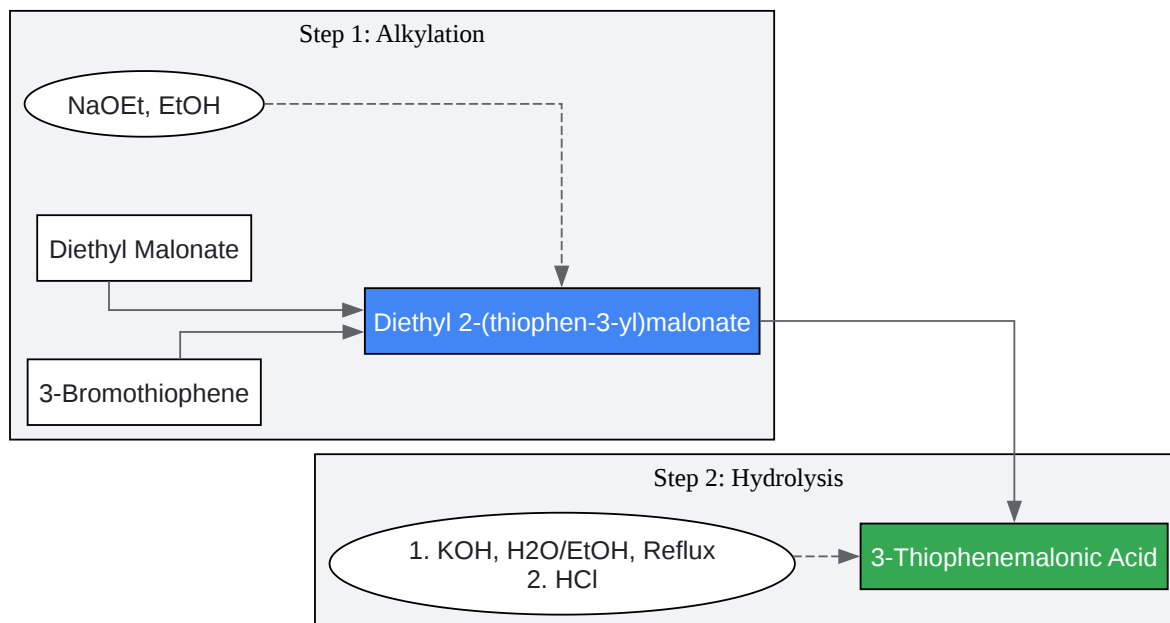 Step 1: Alkylation
NaOEt, EtOH
Diethyl Malonate
Diethyl 2-(thiophen-3-yl)malonate
3-Bromothiophene
Step 2: Hydrolysis
1. KOH, H2O/EtOH, Reflux
2. HCl
3-Thiophenemalonic Acid